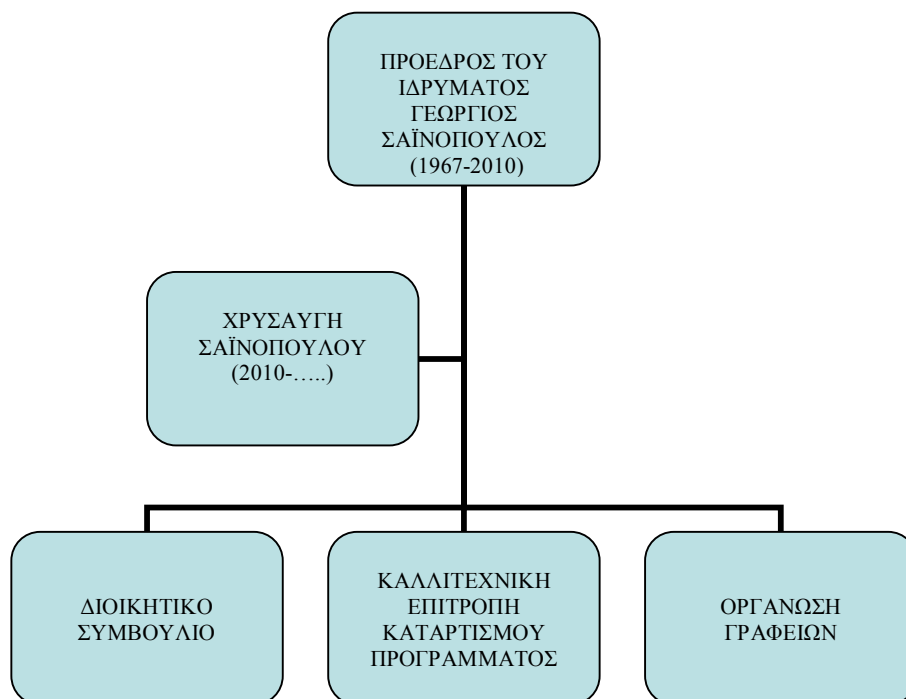 ΠΡΟΕΔΡΟΣ ΤΟΥ
ΙΔΡΥΜΑΤΟΣ
ΓΕΩΡΓΙΟΣ
ΣΑΪΝΟΠΟΥΛΟΣ
(1967-2010)
ΧΡΥΣΑΥΓΗ
ΣΑΪΝΟΠΟΥΛΟΥ
(2010-…..)
ΔΙΟΙΚΗΤΙΚΟ
ΣΥΜΒΟΥΛΙΟ
ΚΑΛΛΙΤΕΧΝΙΚΗ
ΕΠΙΤΡΟΠΗ
ΚΑΤΑΡΤΙΣΜΟΥ
ΠΡΟΓΡΑΜΜΑΤΟΣ
ΟΡΓΑΝΩΣΗ
ΓΡΑΦΕΙΩΝ